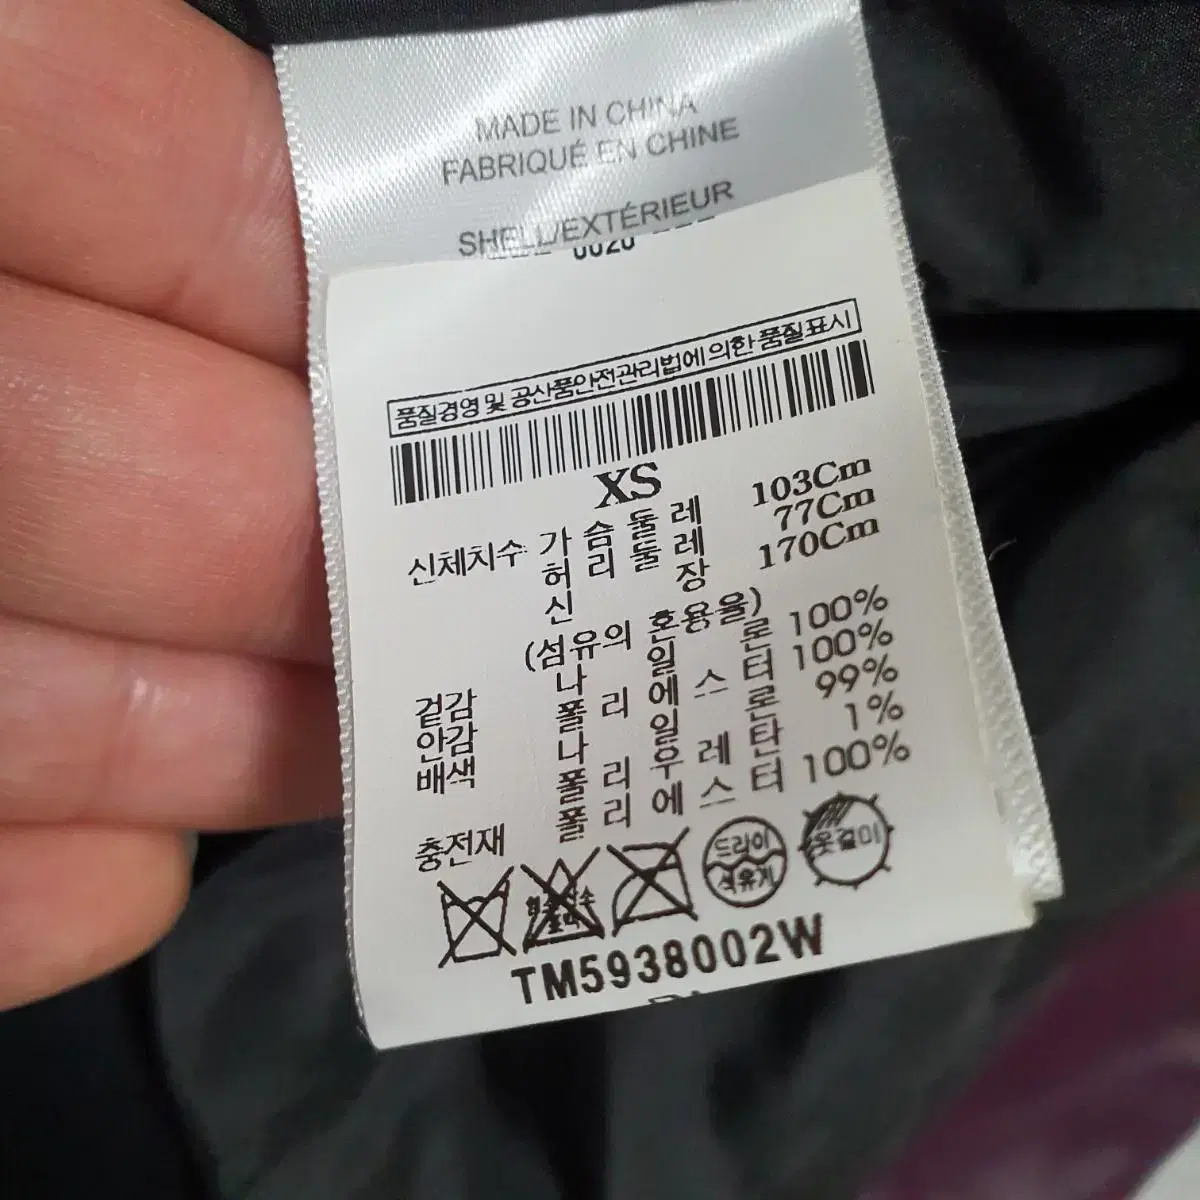 MADE IN CHINA
FABRIQUÉ EN CHINE
SHELL/EXTÉRIEUR
품질경영 및 공산품안전관리법에 의한 품질표시
XS
신체치수 가슴둘레 103Cm
허리둘레 77Cm
신장 170Cm
(섬유의 혼용율)
겉감 나일론 100%
안감 폴리에스터 100%
배색 나일론 99%
폴리우레탄 1%
충전재 폴리에스터 100%
드라이
석유계
옷걸이
TM5938002W